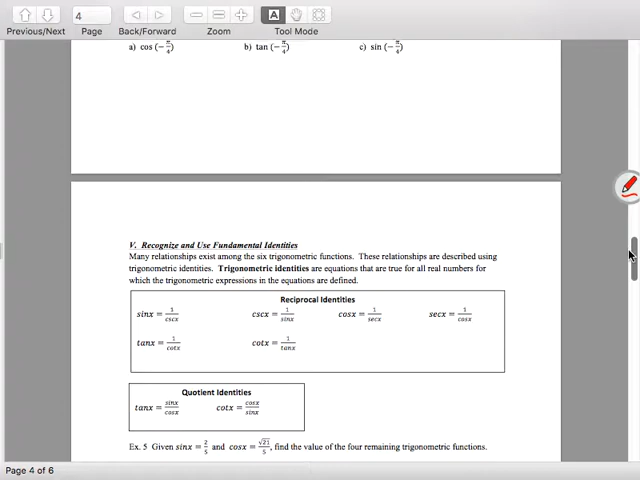 4
A
Previous/Next Page Back/Forward Zoom Tool Mode
a) cos (−π/4) b) tan (−π/4) c) sin (−π/4)
V. Recognize and Use Fundamental Identities
Many relationships exist among the six trigonometric functions. These relationships are described using
trigonometric identities. Trigonometric identities are equations that are true for all real numbers for
which the trigonometric expressions in the equations are defined.
Reciprocal Identities
sinx = 1/cscx cscx = 1/sinx cosx = 1/secx secx = 1/cosx
tanx = 1/cotx cotx = 1/tanx
Quotient Identities
tanx = sinx/cosx cotx = cosx/sinx
Ex. 5 Given sinx = 2/5 and cosx = √21/5, find the value of the four remaining trigonometric functions.
Page 4 of 6